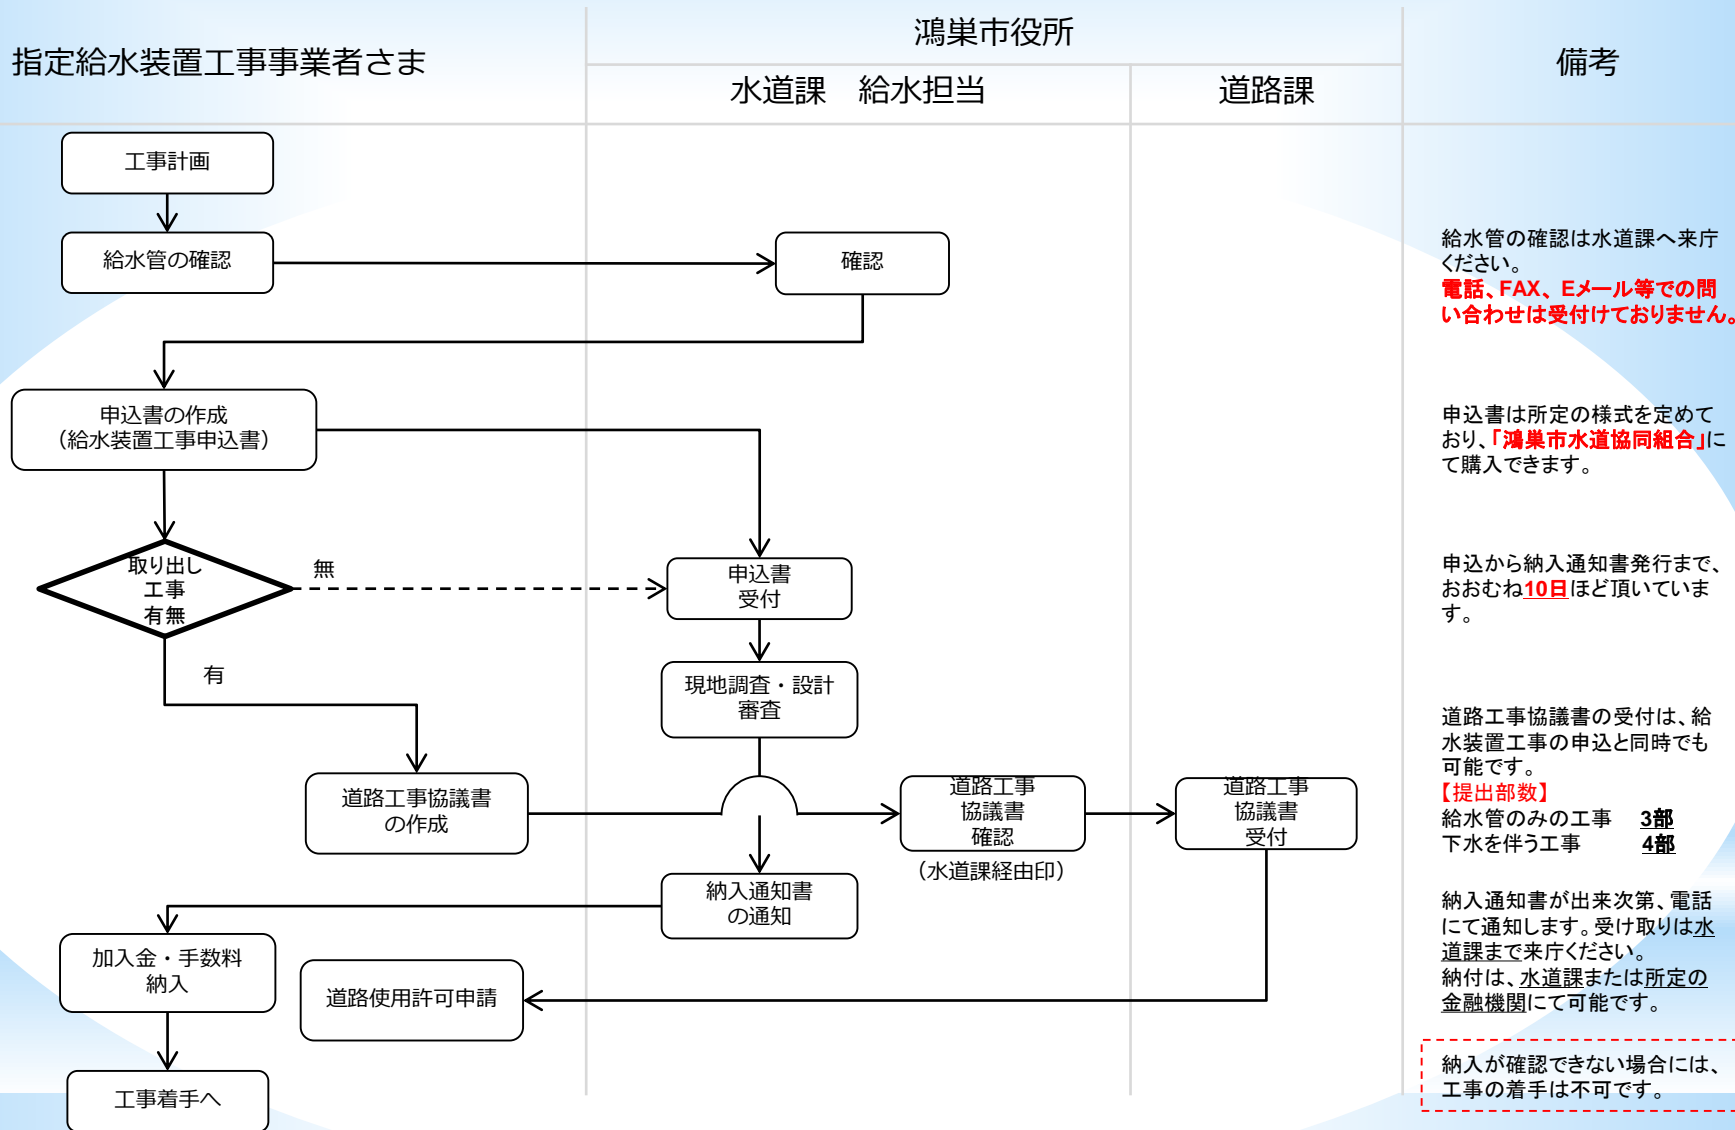 指定給水装置工事事業者さま
鴻巣市役所
水道課　給水担当
道路課
備考
工事計画
給水管の確認
確認
申込書の作成
（給水装置工事申込書）
取り出し
工事
有無
無
有
申込書
受付
現地調査・設計
審査
道路工事協議書
の作成
道路工事
協議書
確認
（水道課経由印）
道路工事
協議書
受付
納入通知書
の通知
加入金・手数料
納入
道路使用許可申請
工事着手へ
給水管の確認は水道課へ来庁
ください。
電話、FAX、Eメール等での問
い合わせは受付けておりません。
申込書は所定の様式を定めて
おり、「鴻巣市水道協同組合」に
て購入できます。
申込から納入通知書発行まで、
おおむね10日ほど頂いていま
す。
道路工事協議書の受付は、給
水装置工事の申込と同時でも
可能です。
【提出部数】
給水管のみの工事　3部
下水を伴う工事　4部
納入通知書が出来次第、電話
にて通知します。受け取りは水
道課まで来庁ください。
納付は、水道課または所定の
金融機関にて可能です。
納入が確認できない場合には、
工事の着手は不可です。